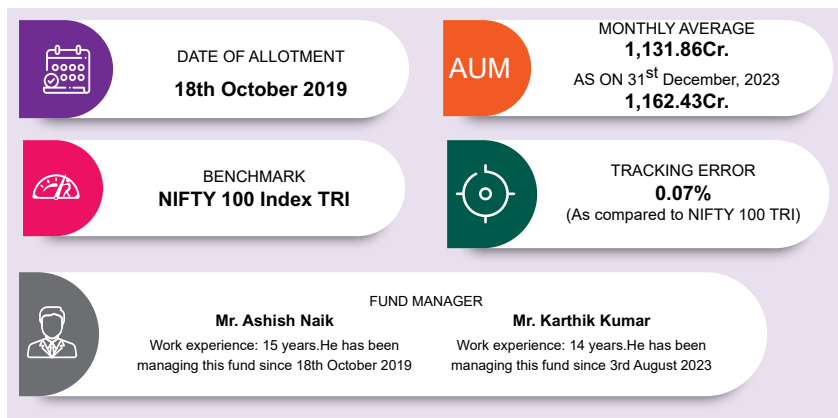 DATE OF ALLOTMENT
18th October 2019
AUM
MONTHLY AVERAGE
1,131.86Cr.
AS ON 31st December, 2023
1,162.43Cr.
BENCHMARK
NIFTY 100 Index TRI
TRACKING ERROR
0.07%
(As compared to NIFTY 100 TRI)
FUND MANAGER
Mr. Ashish Naik
Work experience: 15 years.He has been
managing this fund since 18th October 2019
Mr. Karthik Kumar
Work experience: 14 years.He has been
managing this fund since 3rd August 2023